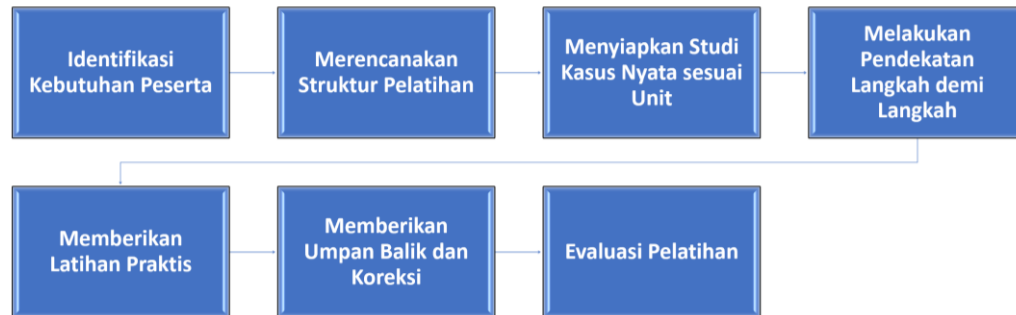 Identifikasi
Kebutuhan Peserta
Merencanakan
Struktur Pelatihan
Menyiapkan Studi
Kasus Nyata sesuai
Unit
Melakukan
Pendekatan
Langkah demi
Langkah
Memberikan
Latihan Praktis
Memberikan
Umpan Balik dan
Koreksi
Evaluasi Pelatihan